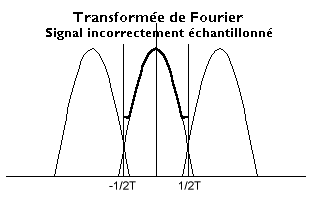 Transformée de Fourier
Signal incorrectement échantillonné
-1/2T 1/2T